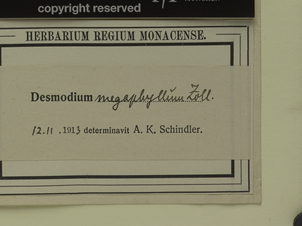 copyright reserved
HERBARIUM REGIUM MONACENSE.
Desmodium megaphyllum Zoll.
12.11.1913 determinavit A. K. Schindler.